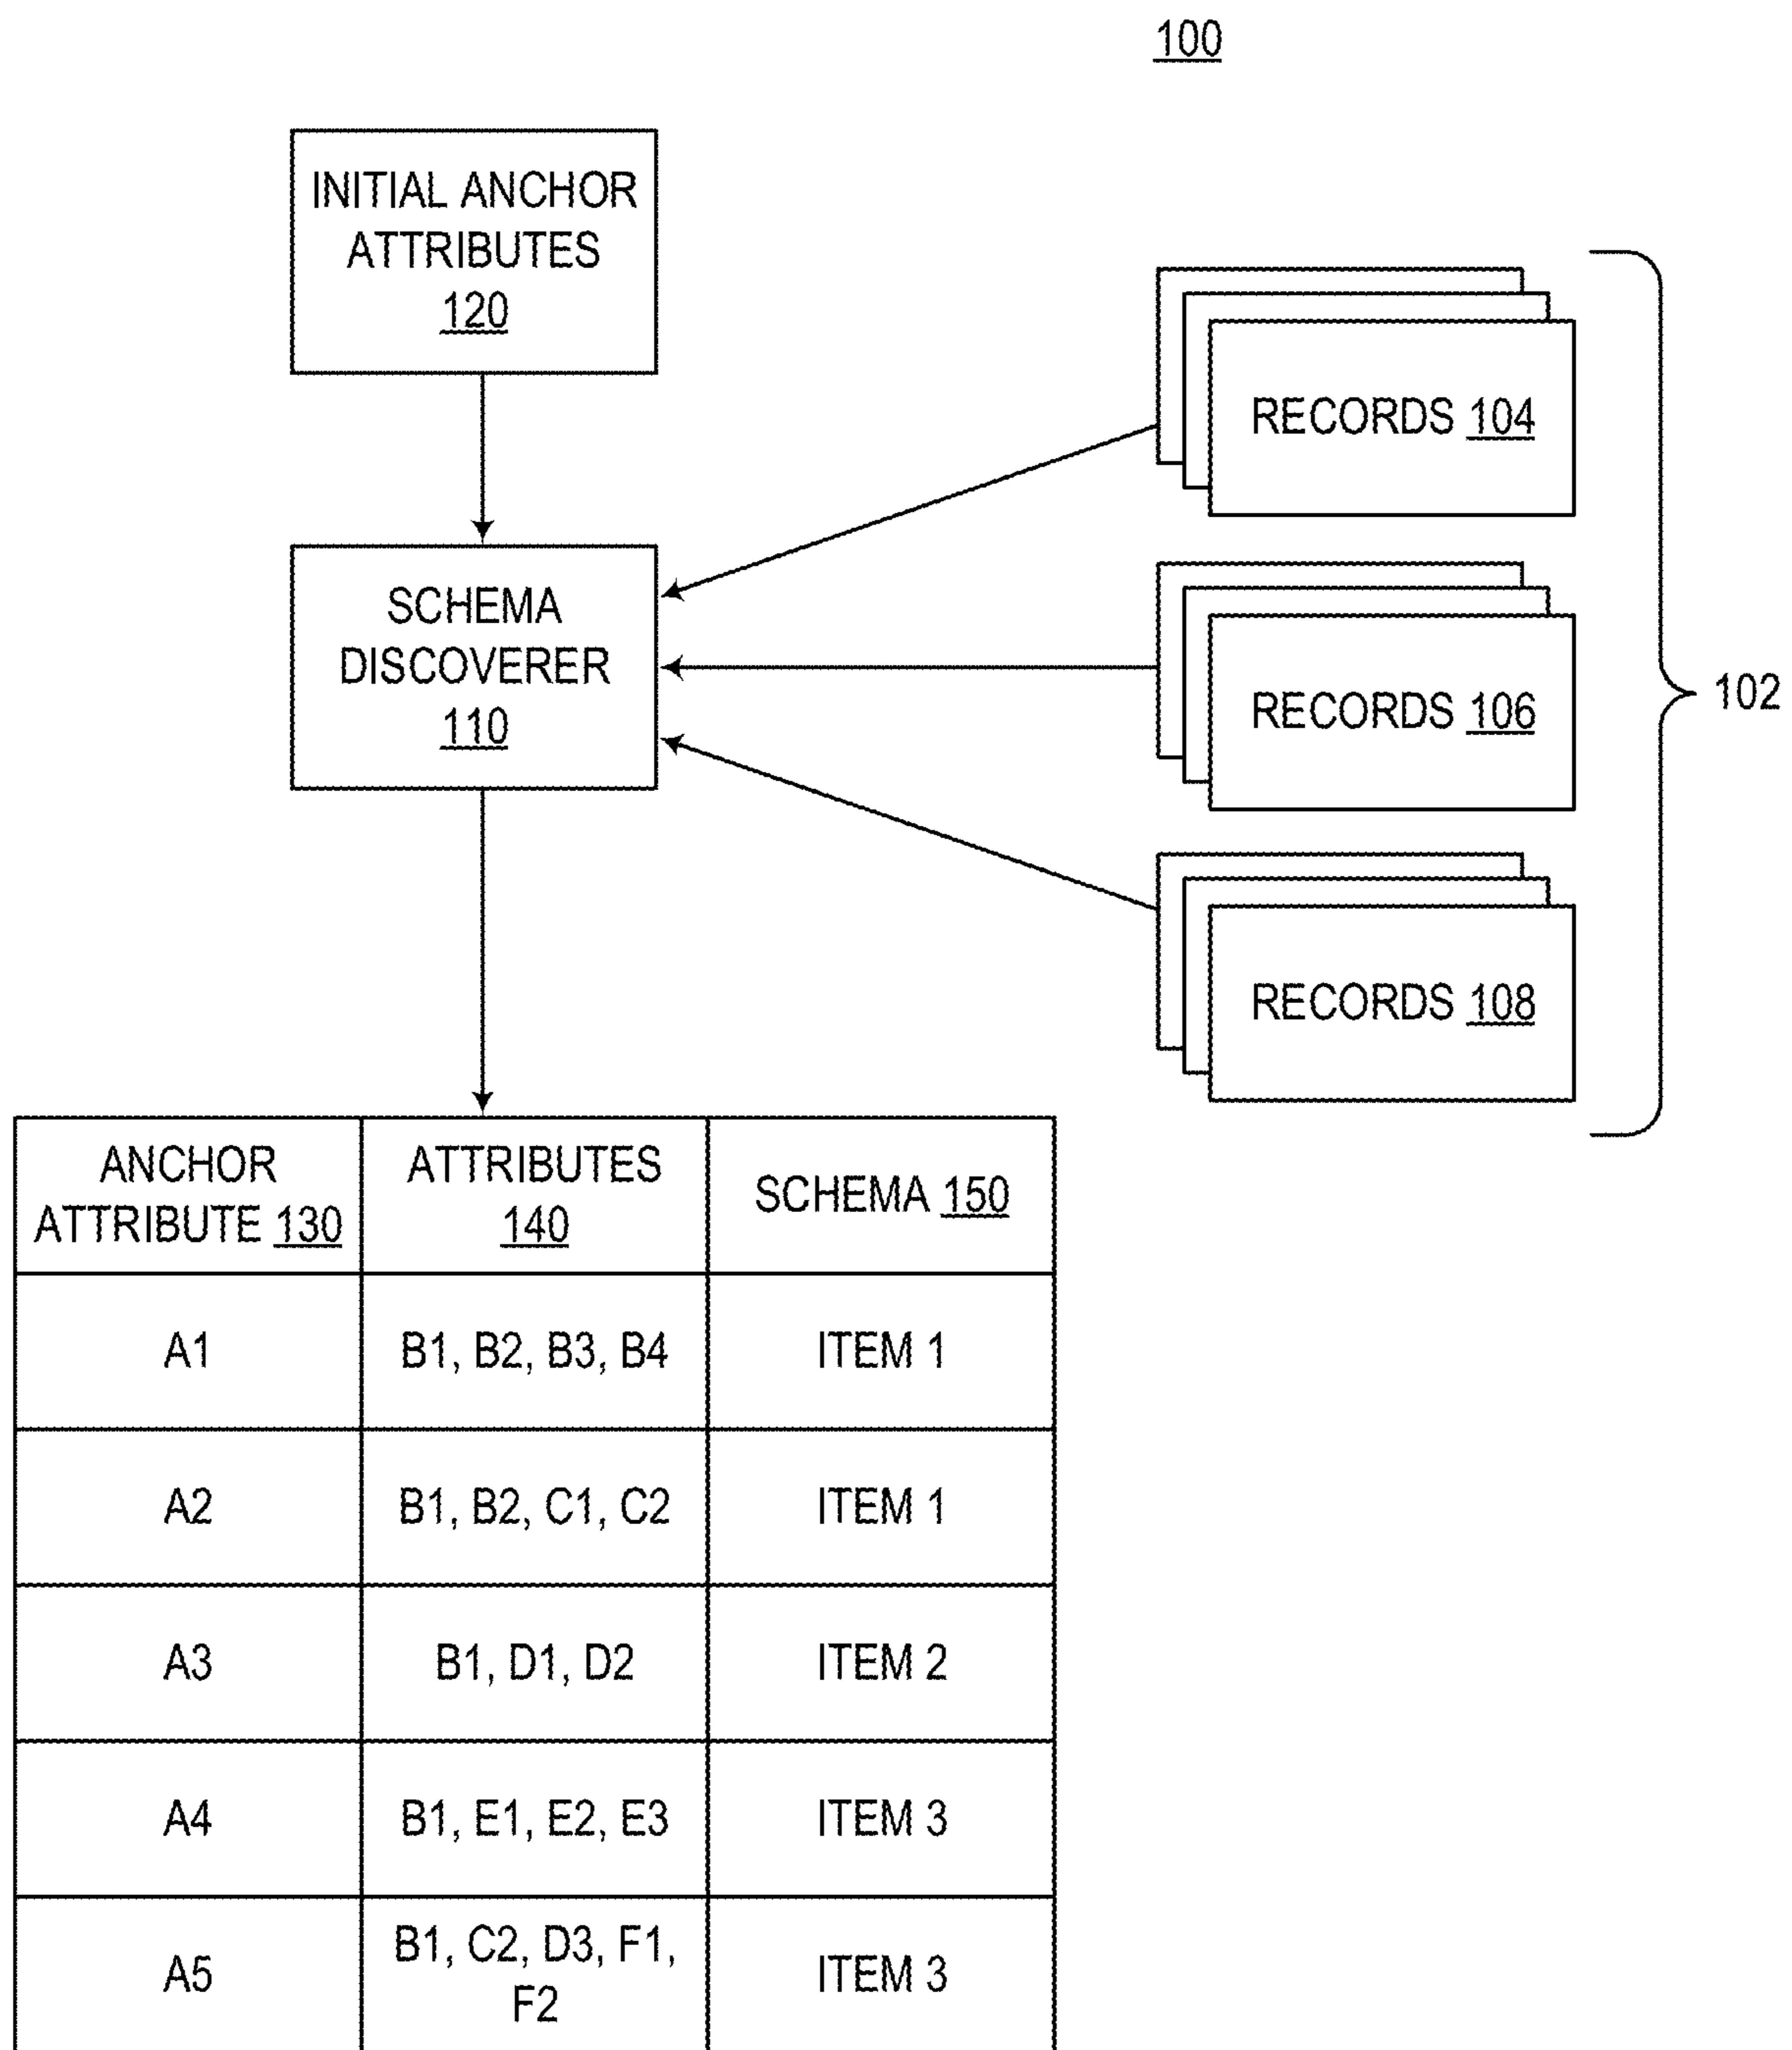 100
INITIAL ANCHOR
ATTRIBUTES
120
RECORDS 104
SCHEMA
DISCOVERER
110
RECORDS 106
102
RECORDS 108
ANCHOR
ATTRIBUTE 130
ATTRIBUTES
140
SCHEMA 150
A1
B1, B2, B3, B4
ITEM 1
A2
B1, B2, C1, C2
ITEM 1
A3
B1, D1, D2
ITEM 2
A4
B1, E1, E2, E3
ITEM 3
A5
B1, C2, D3, F1,
F2
ITEM 3